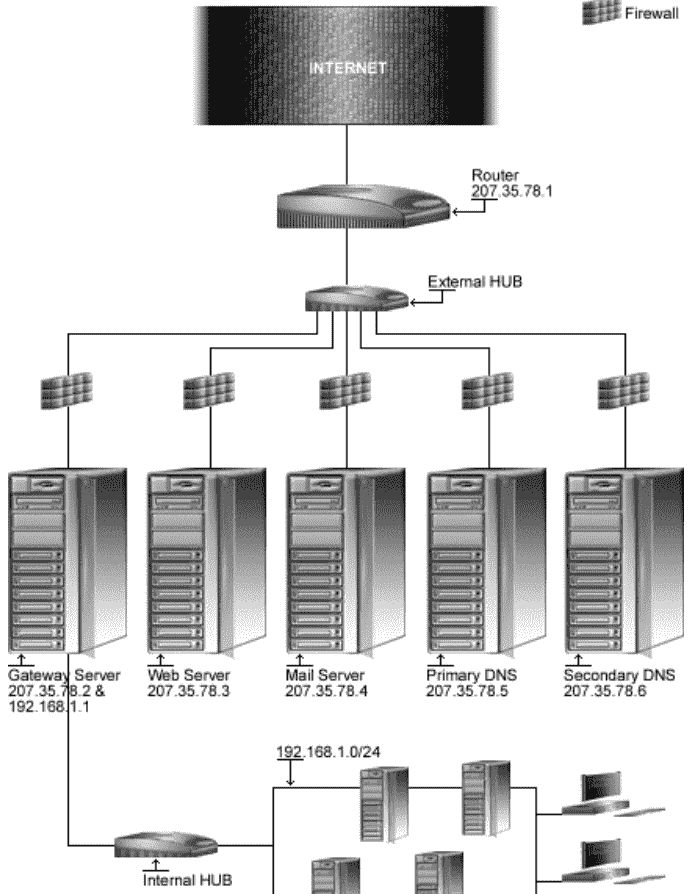 Firewall
INTERNET
Router
207.35.78.1
External HUB
Gateway Server
207.35.78.2 &
192.168.1.1
Web Server
207.35.78.3
Mail Server
207.35.78.4
Primary DNS
207.35.78.5
Secondary DNS
207.35.78.6
192.168.1.0/24
Internal HUB